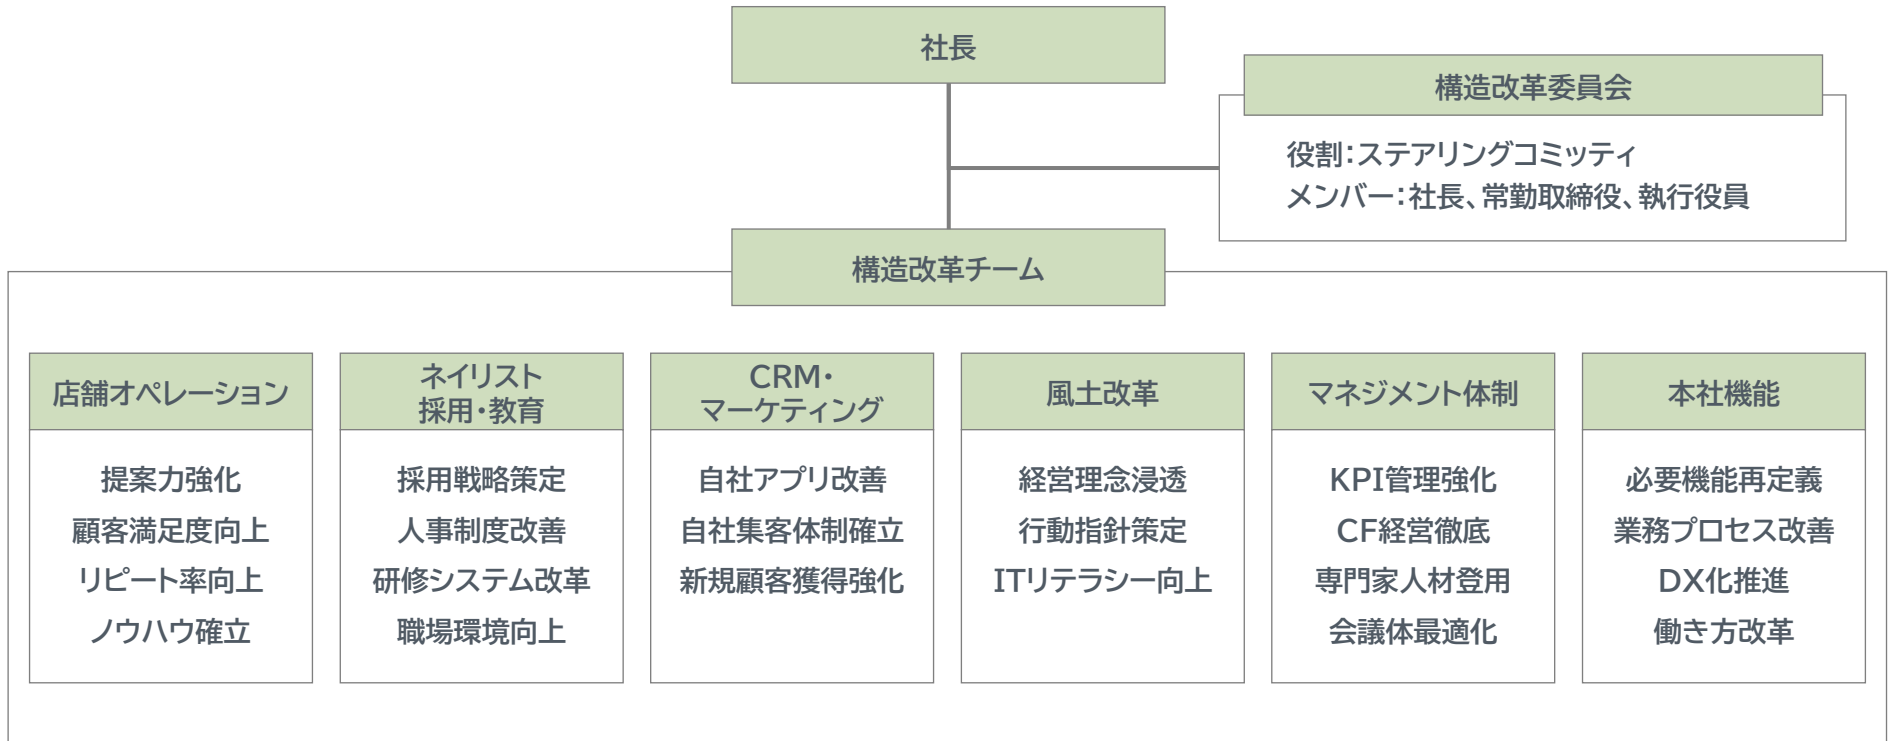 社長
構造改革委員会
役割：ステアリングコミッティ
メンバー：社長、常勤取締役、執行役員
構造改革チーム
店舗オペレーション
提案力強化
顧客満足度向上
リピート率向上
ノウハウ確立
ネイリスト
採用・教育
採用戦略策定
人事制度改善
研修システム改革
職場環境向上
CRM・
マーケティング
自社アプリ改善
自社集客体制確立
新規顧客獲得強化
風土改革
経営理念浸透
行動指針策定
ITリテラシー向上
マネジメント体制
KPI管理強化
CF経営徹底
専門家人材登用
会議体最適化
本社機能
必要機能再定義
業務プロセス改善
DX化推進
働き方改革